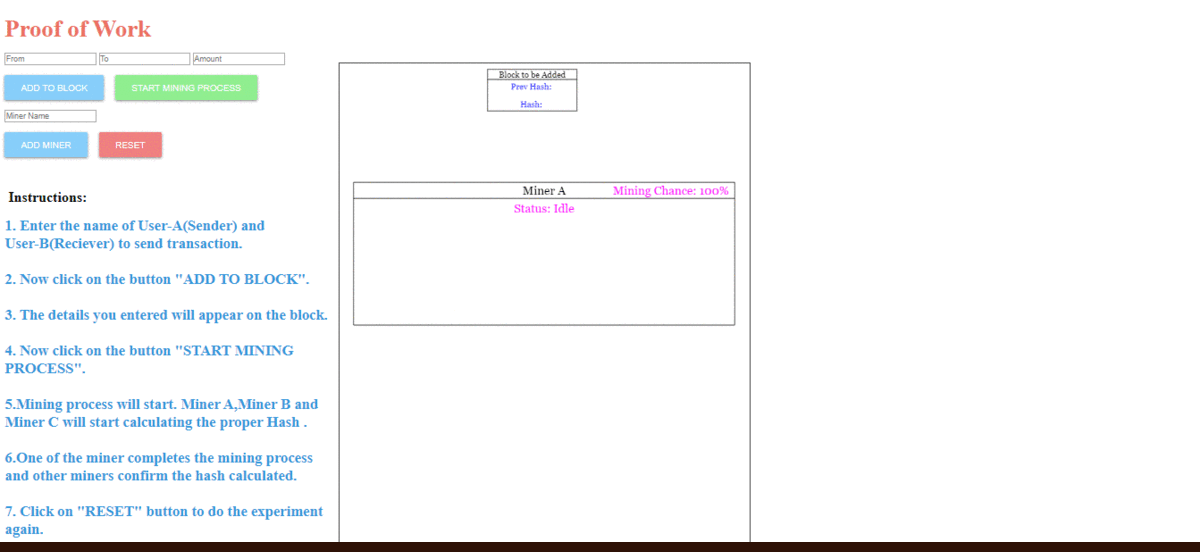 Proof of Work
From To Amount
ADD TO BLOCK START MINING PROCESS
Miner Name
ADD MINER RESET
Instructions:
1. Enter the name of User-A(Sender) and
User-B(Reciever) to send transaction.
2. Now click on the button "ADD TO BLOCK".
3. The details you entered will appear on the block.
4. Now click on the button "START MINING
PROCESS".
5.Mining process will start. Miner A,Miner B and
Miner C will start calculating the proper Hash .
6.One of the miner completes the mining process
and other miners confirm the hash calculated.
7. Click on "RESET" button to do the experiment
again.
Block to be Added
Prev Hash:
Hash:
Miner A Mining Chance: 100%
Status: Idle